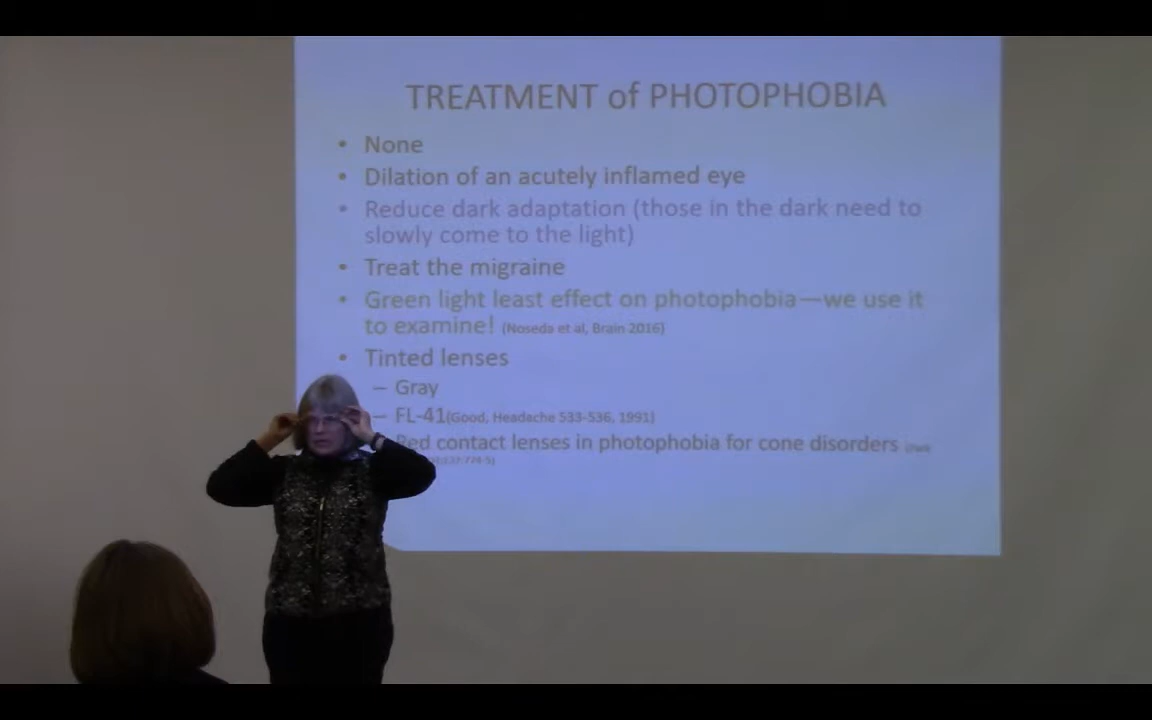 TREATMENT of PHOTOPHOBIA
• None
• Dilation of an acutely inflamed eye
• Reduce dark adaptation (those in the dark need to
slowly come to the light)
• Treat the migraine
• Green light least effect on photophobia—we use it
to examine! (Noseda et al, Brain 2016)
• Tinted lenses
– Gray
– FL-41(Good, Headache 533-536, 1991)
Red contact lenses in photophobia for cone disorders